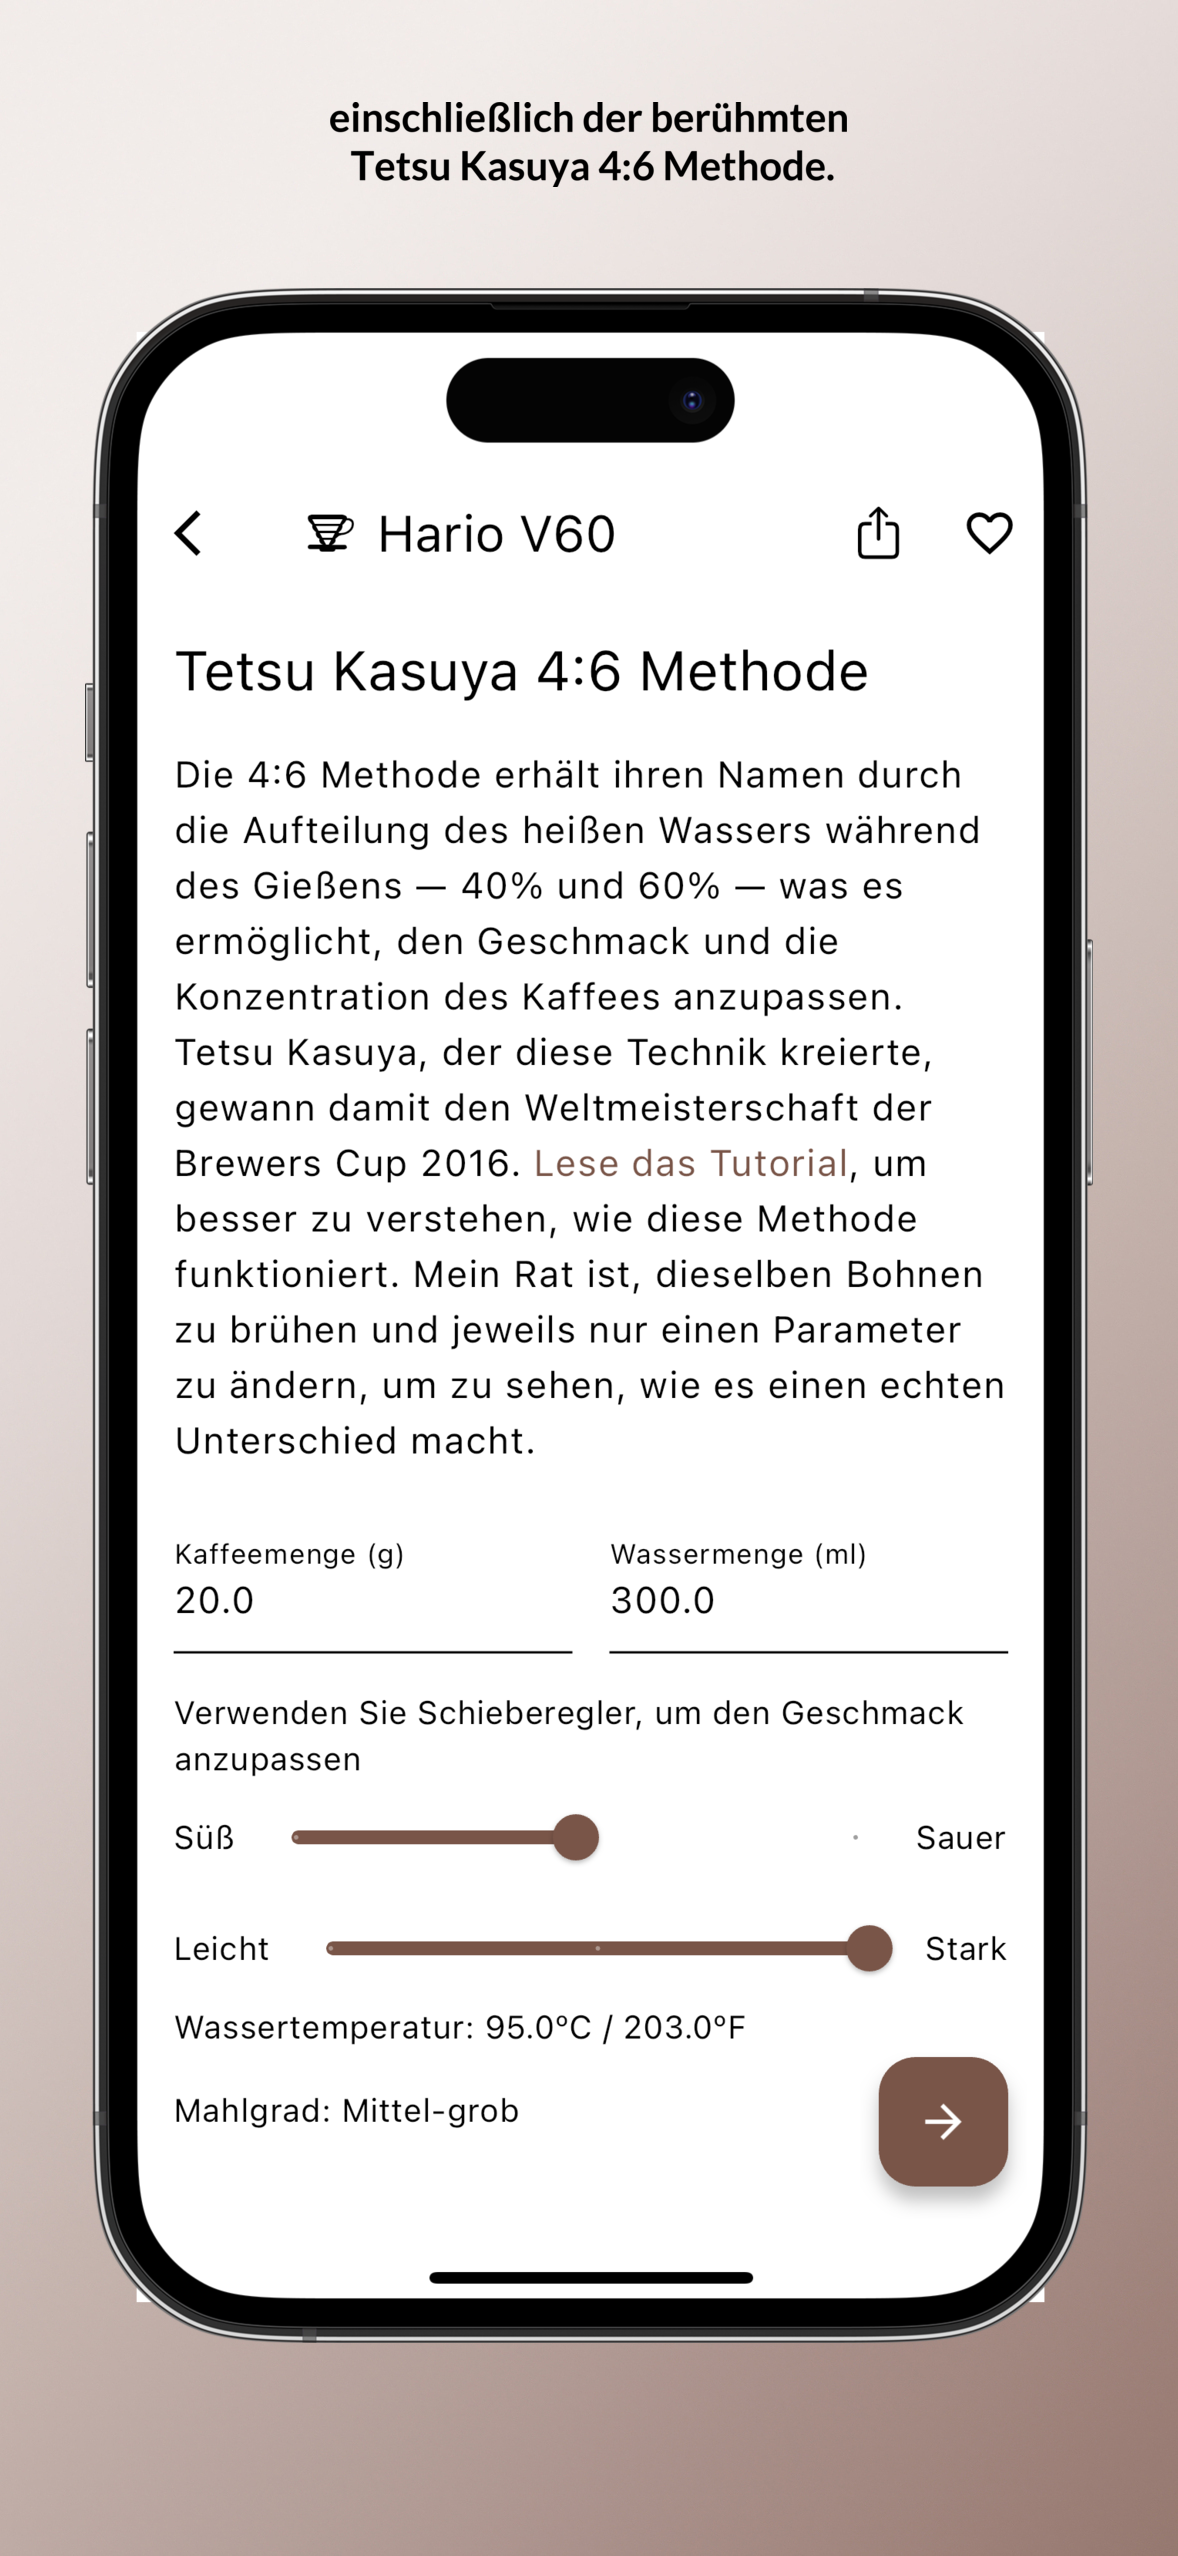 einschließlich der berühmten
Tetsu Kasuya 4:6 Methode.
Hario V60
Tetsu Kasuya 4:6 Methode
Die 4:6 Methode erhält ihren Namen durch
die Aufteilung des heißen Wassers während
des Gießens — 40% und 60% — was es
ermöglicht, den Geschmack und die
Konzentration des Kaffees anzupassen.
Tetsu Kasuya, der diese Technik kreierte,
gewann damit den Weltmeisterschaft der
Brewers Cup 2016. Lese das Tutorial, um
besser zu verstehen, wie diese Methode
funktioniert. Mein Rat ist, dieselben Bohnen
zu brühen und jeweils nur einen Parameter
zu ändern, um zu sehen, wie es einen echten
Unterschied macht.
Kaffeemenge (g) Wassermenge (ml)
20.0 300.0
Verwenden Sie Schieberegler, um den Geschmack
anzupassen
Süß Sauer
Leicht Stark
Wassertemperatur: 95.0ºC / 203.0ºF
Mahlgrad: Mittel-grob